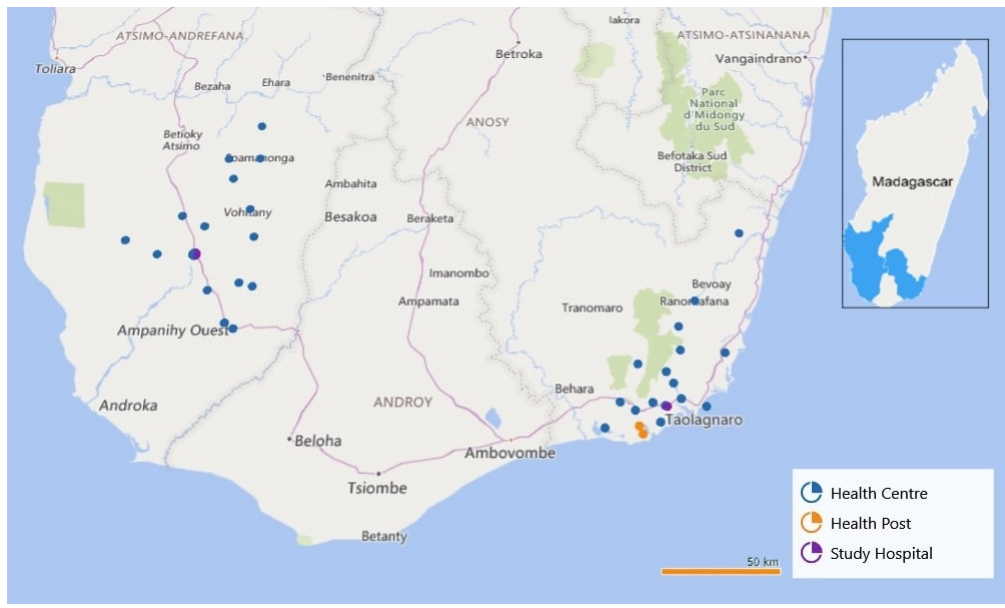 Iakora
ATSIMO-ANDREFANA
ATSIMO-ATSINANANA
Betroka
Vangaindrano
Toliara
Benenitra
Bezaha
Ehara
Parc
National
d'Midongy
du Sud
ANOSY
Betioky
Atsimo
Befotaka Sud
District
Madagascar
Ambahita
Vohitany
Besakoa
Beraketa
Imanombo
Bevoay
Ampamata
Tranomaro
Ranomafana
Ampanihy Ouest
Behara
Androka
ANDROY
Taolagnaro
Beloha
Ambovombe
Tsiombe
Betanty
Health Centre
Health Post
Study Hospital
50 km